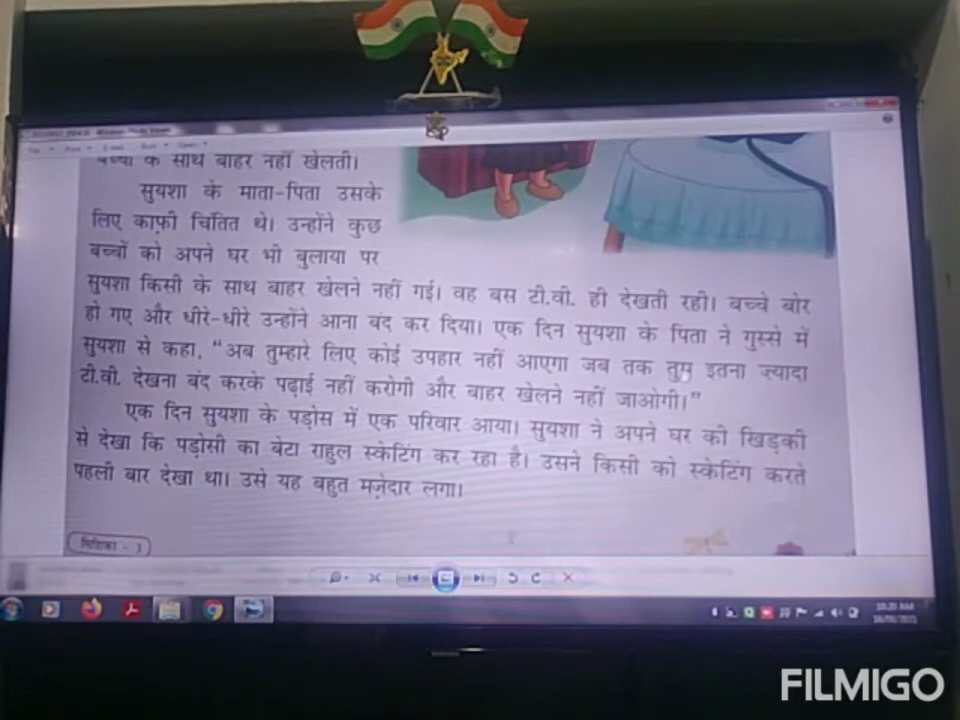 बच्चों के साथ बाहर नहीं खेलती।
सुयशा के माता-पिता उसके
लिए काफ़ी चिंतित थे। उन्होंने कुछ
बच्चों को अपने घर भी बुलाया पर
सुयशा किसी के साथ बाहर खेलने नहीं गई। वह बस टी.वी. ही देखती रही। बच्चे बोर
हो गए और धीरे-धीरे उन्होंने आना बंद कर दिया। एक दिन सुयशा के पिता ने गुस्से में
सुयशा से कहा, “अब तुम्हारे लिए कोई उपहार नहीं आएगा जब तक तुम इतना ज़्यादा
टी.वी. देखना बंद करके पढ़ाई नहीं करोगी और बाहर खेलने नहीं जाओगी।”
एक दिन सुयशा के पड़ोस में एक परिवार आया। सुयशा ने अपने घर की खिड़की
से देखा कि पड़ोसी का बेटा राहुल स्केटिंग कर रहा है। उसने किसी को स्केटिंग करते
पहली बार देखा था। उसे यह बहुत मज़ेदार लगा।
10:20 AM
FILMIGO